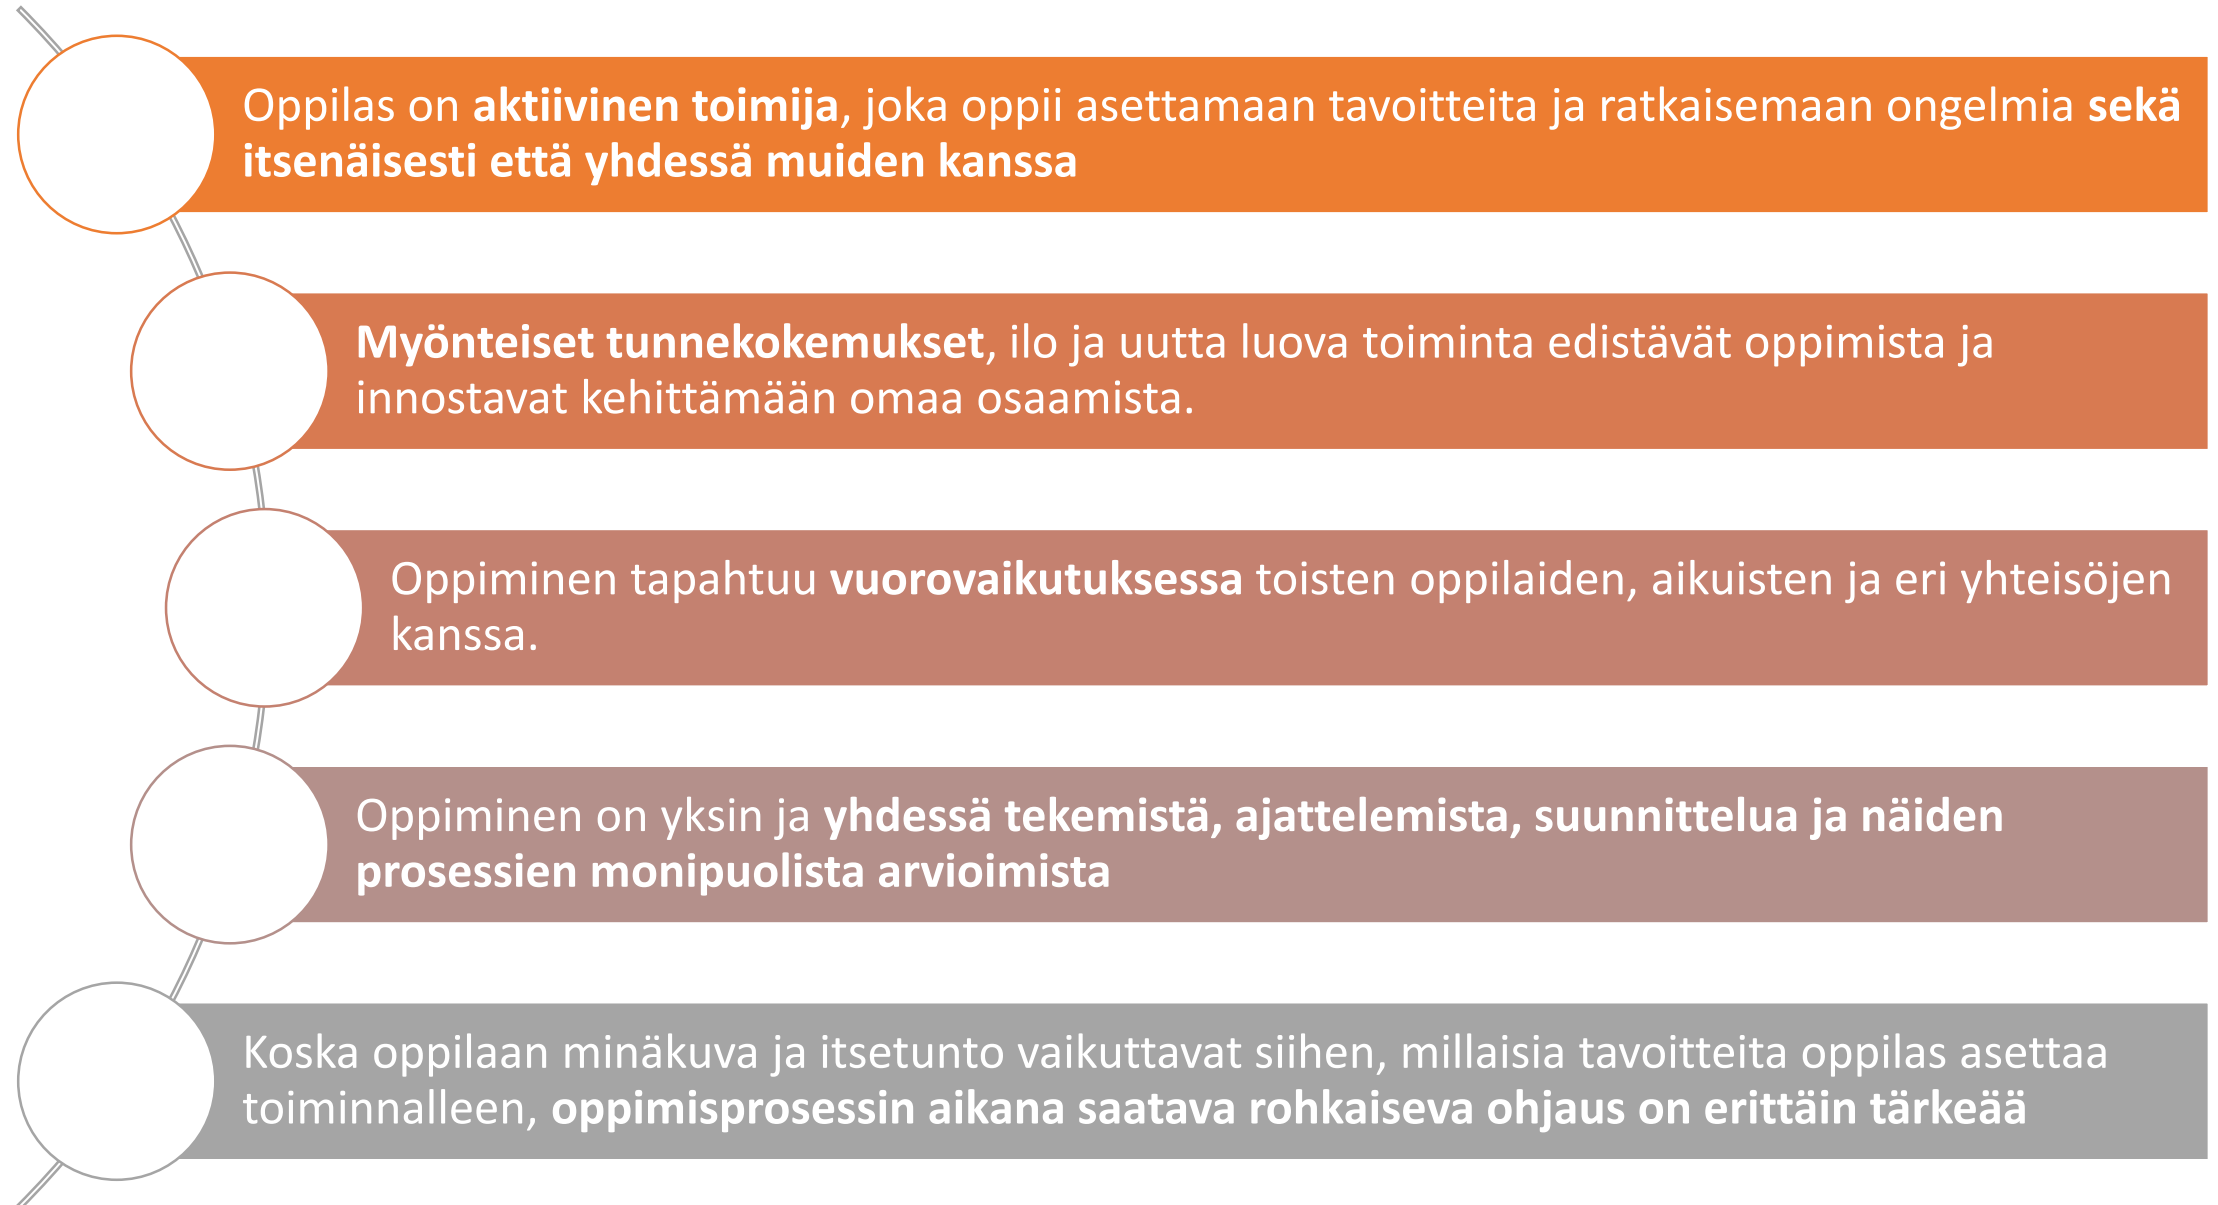 Oppilas on aktiivinen toimija, joka oppii asettamaan tavoitteita ja ratkaisemaan ongelmia sekä
itsenäisesti että yhdessä muiden kanssa
Myönteiset tunnekokemukset, ilo ja uutta luova toiminta edistävät oppimista ja
innostavat kehittämään omaa osaamista.
Oppiminen tapahtuu vuorovaikutuksessa toisten oppilaiden, aikuisten ja eri yhteisöjen
kanssa.
Oppiminen on yksin ja yhdessä tekemistä, ajattelemista, suunnittelua ja näiden
prosessien monipuolista arvioimista
Koska oppilaan minäkuva ja itsetunto vaikuttavat siihen, millaisia tavoitteita oppilas asettaa
toiminnalleen, oppimisprosessin aikana saatava rohkaiseva ohjaus on erittäin tärkeää